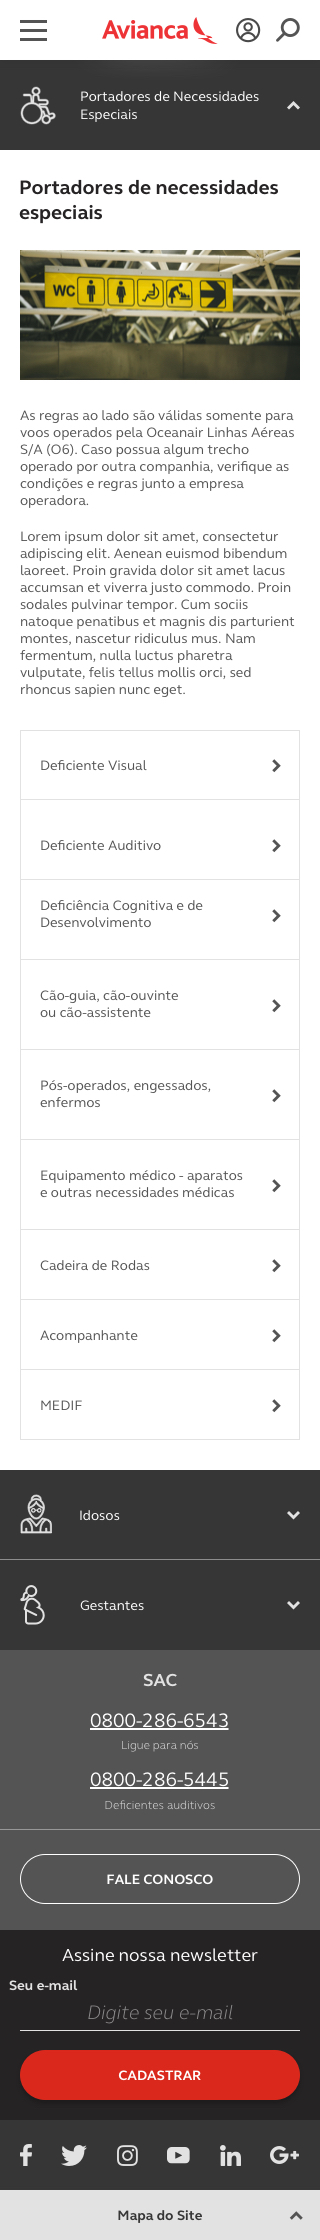 Avianca
Portadores de Necessidades
Especiais
Portadores de necessidades
especiais
WC
As regras ao lado são válidas somente para
voos operados pela Oceanair Linhas Aéreas
S/A (O6). Caso possua algum trecho
operado por outra companhia, verifique as
condições e regras junto a empresa
operadora.
Lorem ipsum dolor sit amet, consectetur
adipiscing elit. Aenean euismod bibendum
laoreet. Proin gravida dolor sit amet lacus
accumsan et viverra justo commodo. Proin
sodales pulvinar tempor. Cum sociis
natoque penatibus et magnis dis parturient
montes, nascetur ridiculus mus. Nam
fermentum, nulla luctus pharetra
vulputate, felis tellus mollis orci, sed
rhoncus sapien nunc eget.
Deficiente Visual
Deficiente Auditivo
Deficiência Cognitiva e de
Desenvolvimento
Cão-guia, cão-ouvinte
ou cão-assistente
Pós-operados, engessados,
enfermos
Equipamento médico - aparatos
e outras necessidades médicas
Cadeira de Rodas
Acompanhante
MEDIF
Idosos
Gestantes
SAC
0800-286-6543
Ligue para nós
0800-286-5445
Deficientes auditivos
FALE CONOSCO
Assine nossa newsletter
Seu e-mail
Digite seu e-mail
CADASTRAR
Mapa do Site